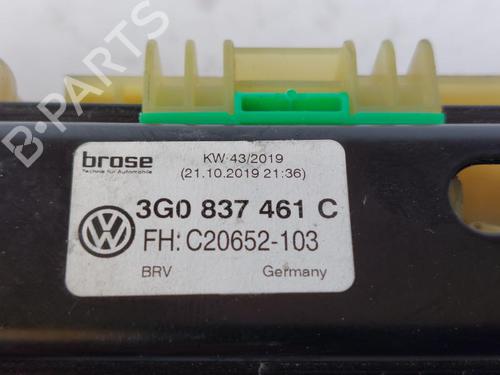 B-PARTS
brose
Technik für Automobile
KW 43/2019
(21.10.2019 21:36)
3G0 837 461 C
FH: C20652-103
BRV Germany